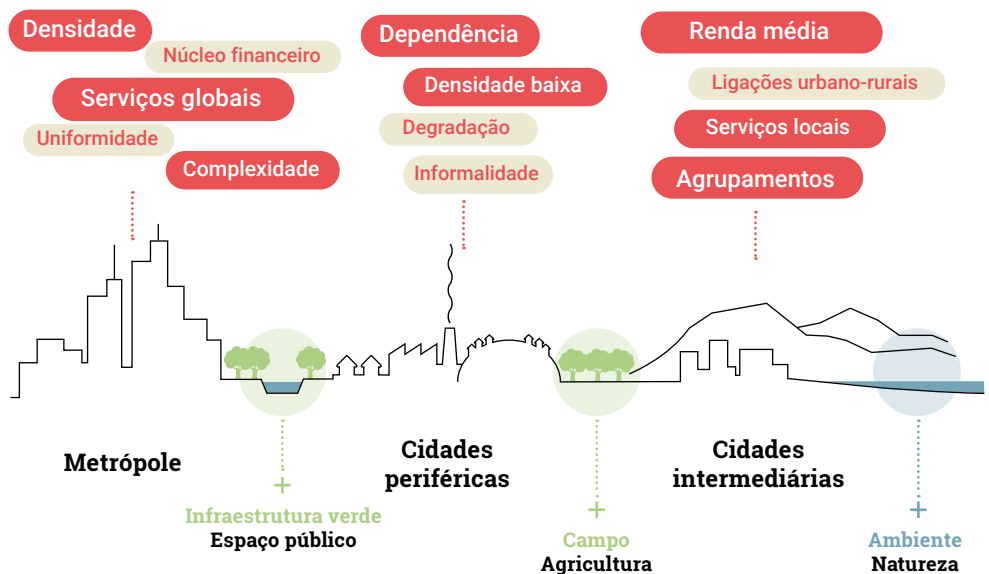 Densidade
Núcleo financeiro
Serviços globais
Uniformidade
Complexidade
Dependência
Densidade baixa
Degradação
Informalidade
Renda média
Ligações urbano-rurais
Serviços locais
Agrupamentos
Metrópole
Cidades
periféricas
Cidades
intermediárias
+
Infraestrutura verde
Espaço público
+
Campo
Agricultura
+
Ambiente
Natureza